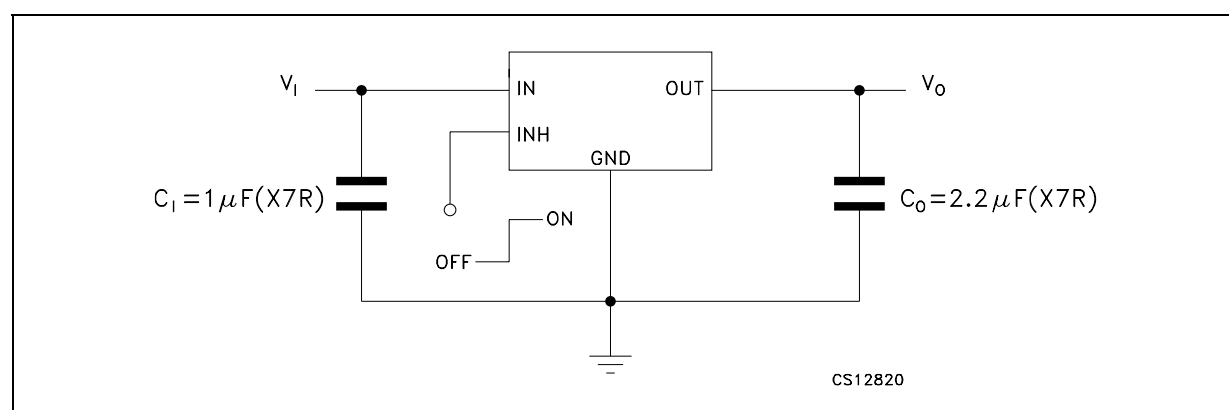 V_I
IN
OUT
V_O
INH
GND
C_I=1μF(X7R)
C_O=2.2μF(X7R)
ON
OFF
CS12820